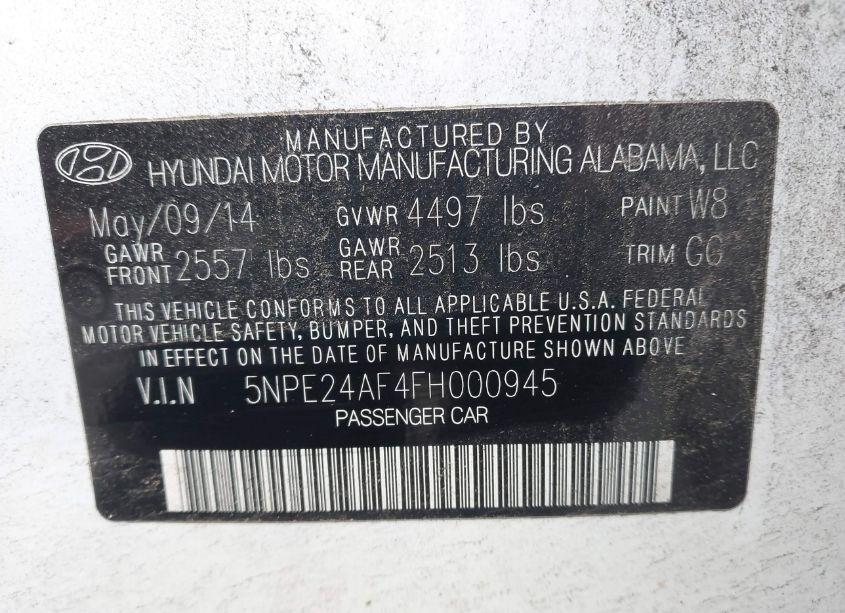 MANUFACTURED BY
HYUNDAI MOTOR MANUFACTURING ALABAMA, LLC
May/09/14 GVWR 4497 lbs PAINT W8
GAWR FRONT 2557 lbs GAWR REAR 2513 lbs TRIM GG
THIS VEHICLE CONFORMS TO ALL APPLICABLE U.S.A. FEDERAL
MOTOR VEHICLE SAFETY, BUMPER, AND THEFT PREVENTION STANDARDS
IN EFFECT ON THE DATE OF MANUFACTURE SHOWN ABOVE
V.I.N 5NPE24AF4FH000945
PASSENGER CAR